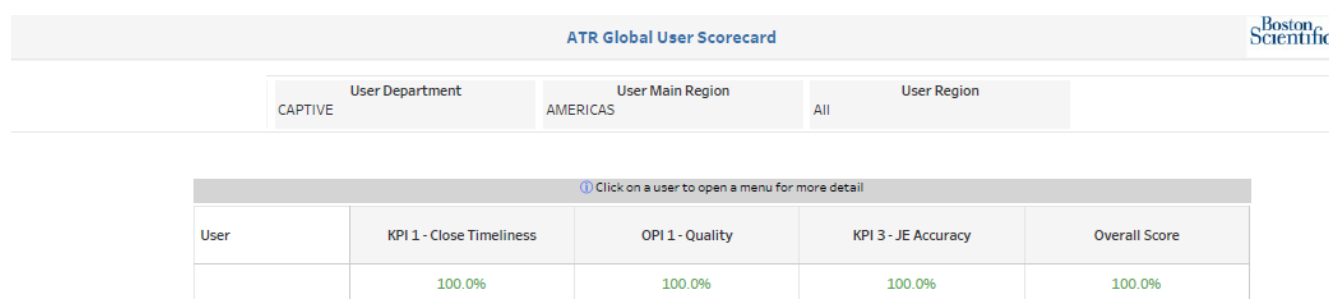 ATR Global User Scorecard
Boston
Scientific
User Department
User Main Region
User Region
CAPTIVE
AMERICAS
All
Click on a user to open a menu for more detail
User
KPI 1 - Close Timeliness
OPI 1 - Quality
KPI 3 - JE Accuracy
Overall Score
100.0%
100.0%
100.0%
100.0%